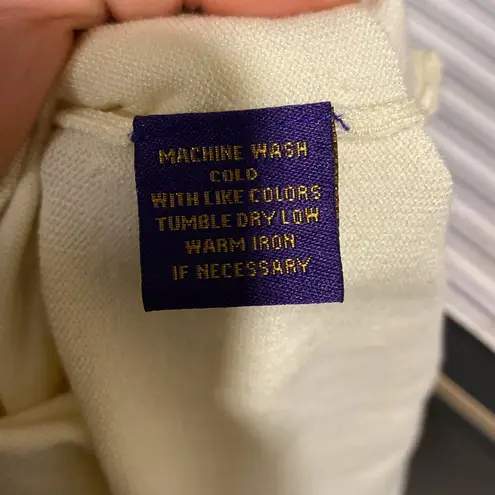 MACHINE WASH
COLD
WITH LIKE COLORS
TUMBLE DRY LOW
WARM IRON
IF NECESSARY